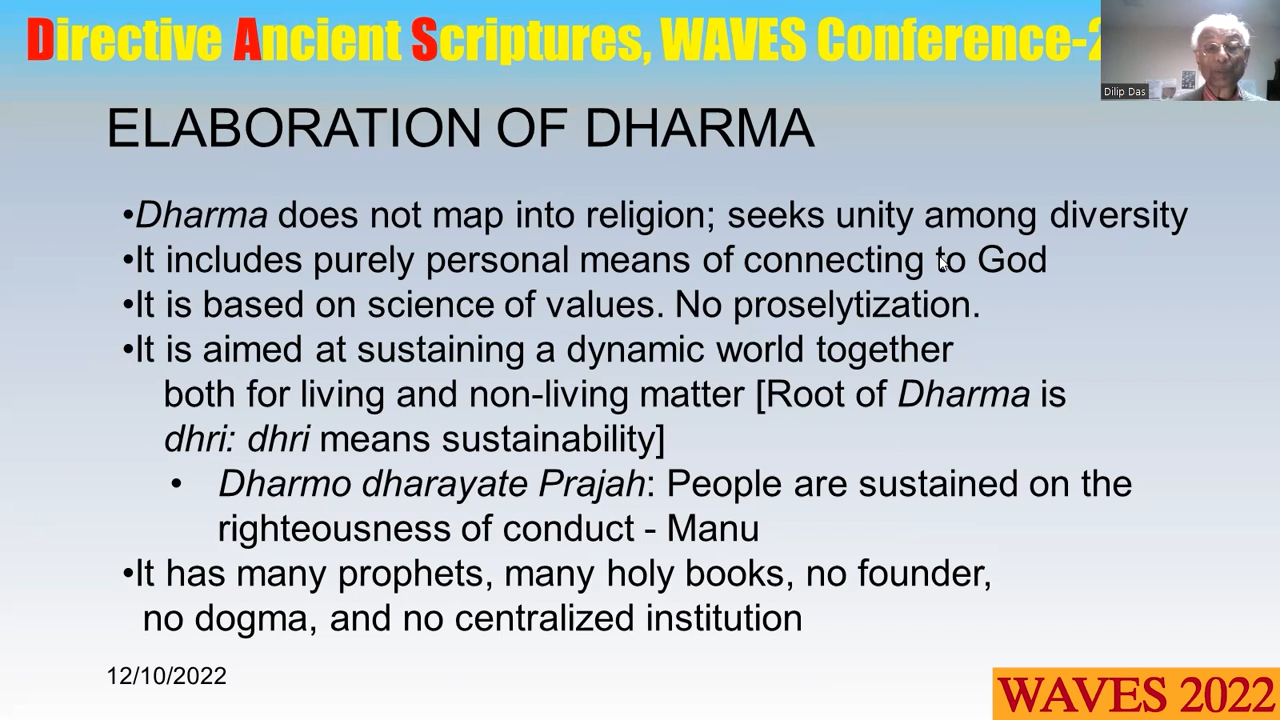 Directive Ancient Scriptures, WAVES Conference-2
Dilip Das
ELABORATION OF DHARMA
•Dharma does not map into religion; seeks unity among diversity
•It includes purely personal means of connecting to God
•It is based on science of values. No proselytization.
•It is aimed at sustaining a dynamic world together
both for living and non-living matter [Root of Dharma is
dhri: dhri means sustainability]
• Dharmo dharayate Prajah: People are sustained on the
righteousness of conduct - Manu
•It has many prophets, many holy books, no founder,
no dogma, and no centralized institution
12/10/2022
WAVES 2022